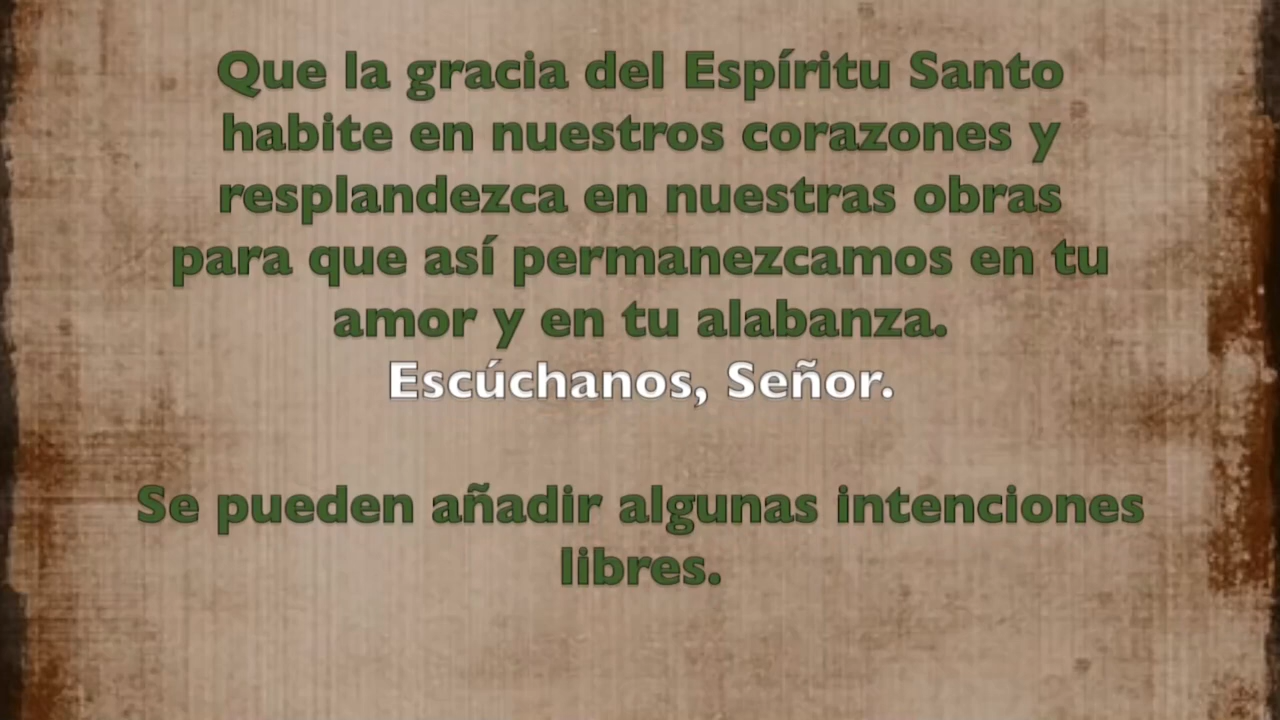 Que la gracia del Espíritu Santo
habite en nuestros corazones y
resplandezca en nuestras obras
para que así permanezcamos en tu
amor y en tu alabanza.
Escúchanos, Señor.
Se pueden añadir algunas intenciones
libres.